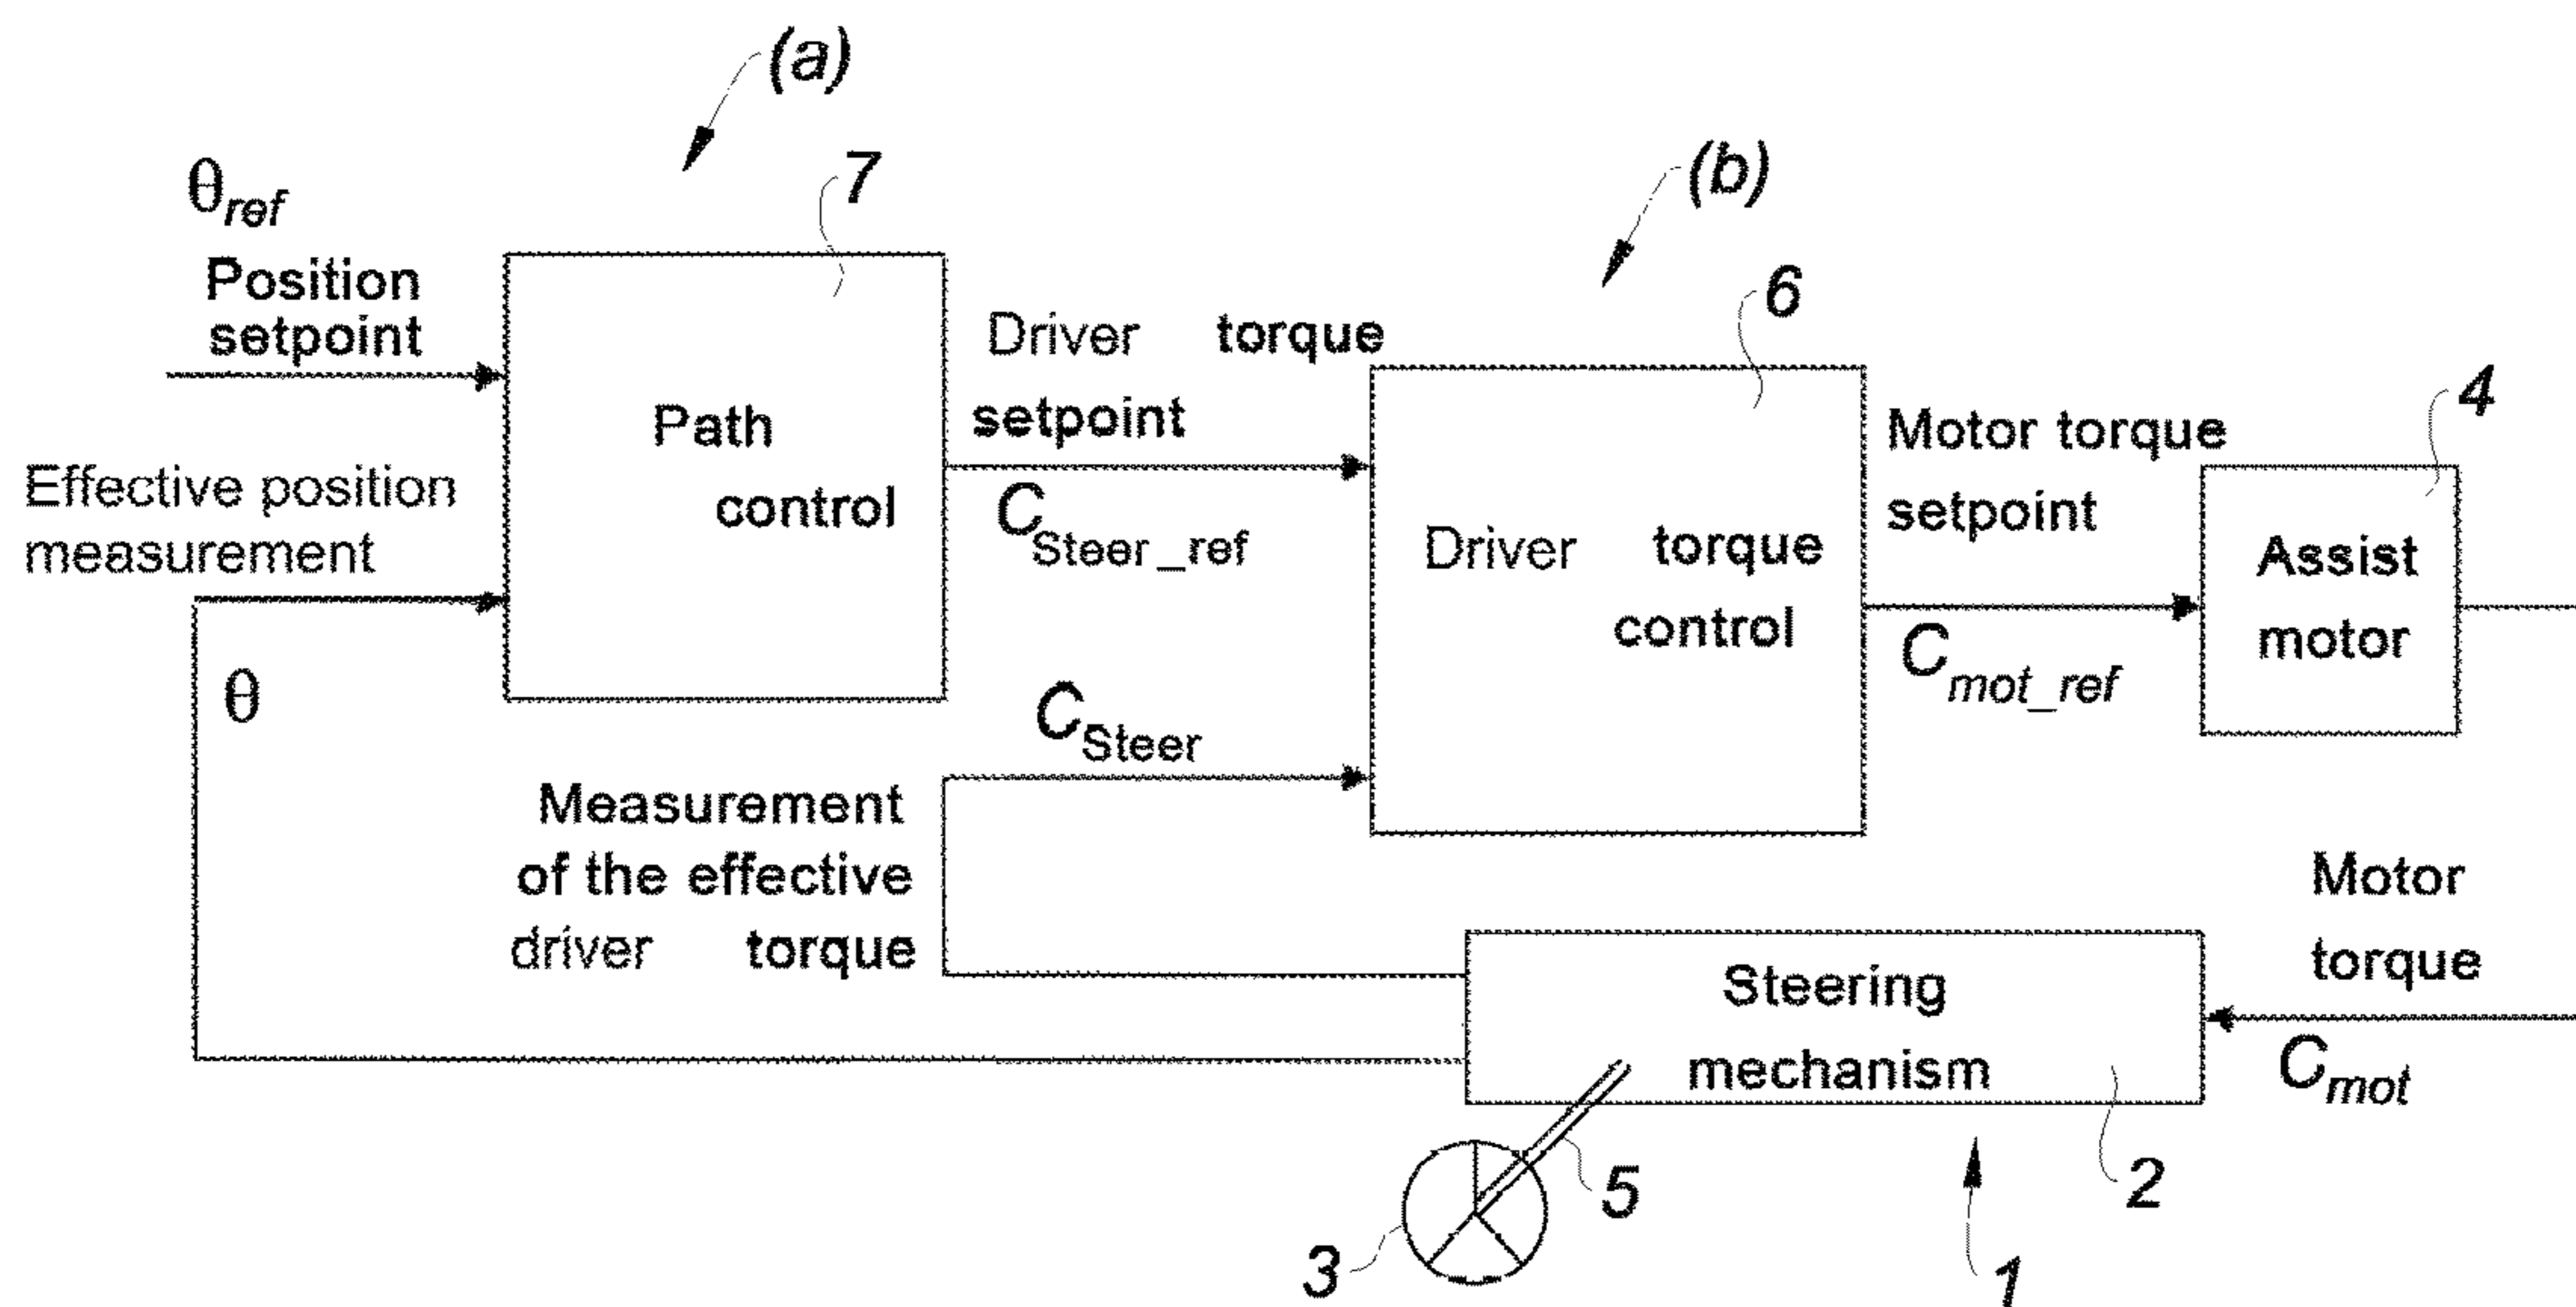 (a)
(b)
7
θref
Position
setpoint
Path
control
Effective position
measurement
θ
Driver torque
setpoint
CSteer_ref
6
Driver torque
control
CSteer
Measurement
of the effective
driver torque
Motor torque
setpoint
Cmot_ref
4
Assist
motor
Motor
torque
Cmot
Steering
mechanism
5
2
3
1